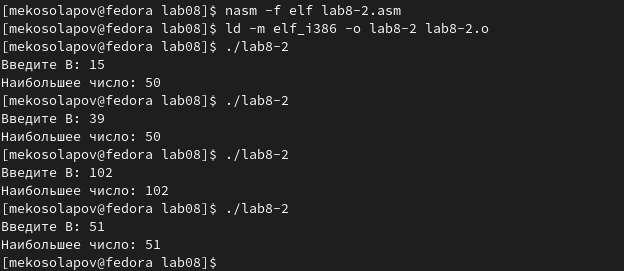 [mekosolapov@fedora lab08]$ nasm -f elf lab8-2.asm
[mekosolapov@fedora lab08]$ ld -m elf_i386 -o lab8-2 lab8-2.o
[mekosolapov@fedora lab08]$ ./lab8-2
Введите B: 15
Наибольшее число: 50
[mekosolapov@fedora lab08]$ ./lab8-2
Введите B: 39
Наибольшее число: 50
[mekosolapov@fedora lab08]$ ./lab8-2
Введите B: 102
Наибольшее число: 102
[mekosolapov@fedora lab08]$ ./lab8-2
Введите B: 51
Наибольшее число: 51
[mekosolapov@fedora lab08]$